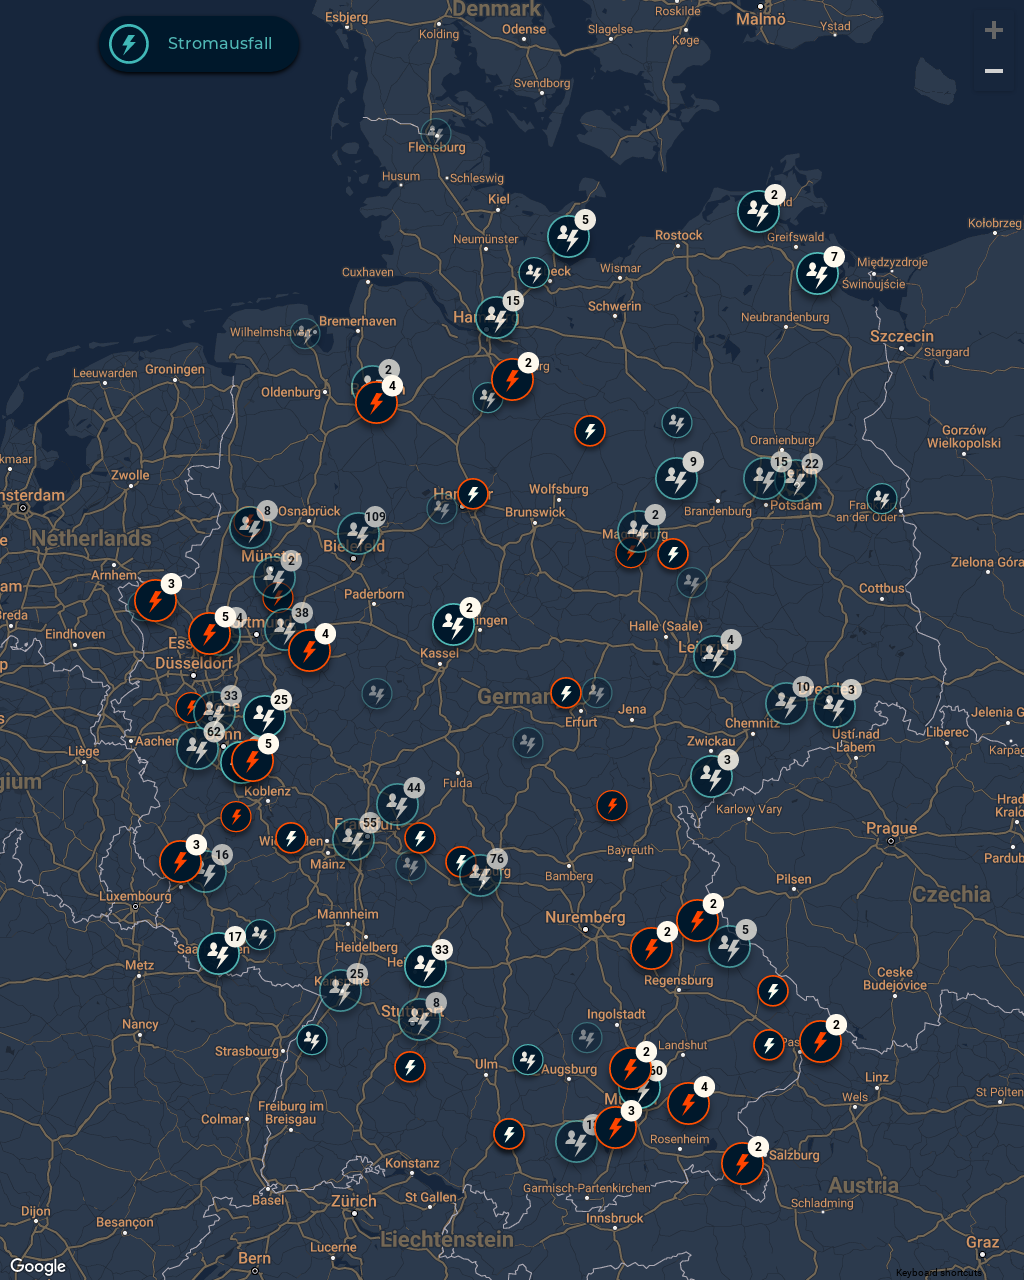 Denmark
Esbjerg
Kolding
Odense
Slagelse
Roskilde
Køge
Malmö
Ystad
Stromausfall
+
−
Svendborg
Flensburg
Husum
Schleswig
Kiel
2
5
Neumünster
Rostock
Greifswald
Kołobrzeg
7
Cuxhaven
Wismar
Międzyzdroje
Świnoujście
15
Schwerin
Wilhelmsha
Bremerhaven
Neubrandenburg
Szczecin
Stargard
Leeuwarden
Groningen
2
2
4
Oldenburg
Gorzów
Wielkopolski
Oranienburg
Zwolle
9
15
22
Wolfsburg
Potsdam
Brandenburg
an der Oder
Osnabrück
Brunswick
8
109
2
Netherlands
Münster
Bielefeld
2
Arnhem
Zielona Góra
3
Cottbus
Paderborn
2
5
4
38
4
Eindhoven
Halle (Saale)
4
Düsseldorf
Kassel
33
25
Erfurt
Jena
10
3
Chemnitz
Jelenia G
Aachen
62
5
Liège
Zwickau
3
Ústí nad
Labem
Liberec
Koblenz
Fulda
44
Karlovy Vary
Hrad
Králo
55
Prague
Mainz
3
16
76
Bayreuth
Bamberg
Pardub
Pilsen
Luxembourg
Czechia
Mannheim
Nuremberg
2
2
5
17
33
Heidelberg
Metz
25
Regensburg
Ceske
Budejovice
8
Nancy
Ingolstadt
Strasbourg
2
Landshut
2
Ulm
Augsburg
60
4
Linz
Wels
St Pölten
Colmar
Freiburg im
Breisgau
3
Rosenheim
2
Salzburg
Konstanz
Garmisch-Partenkirchen
Austria
Basel
Zürich
St Gallen
Schladming
Dijon
Besançon
Innsbruck
Liechtenstein
Lucerne
Bern
Graz
Google
Keyboard shortcuts